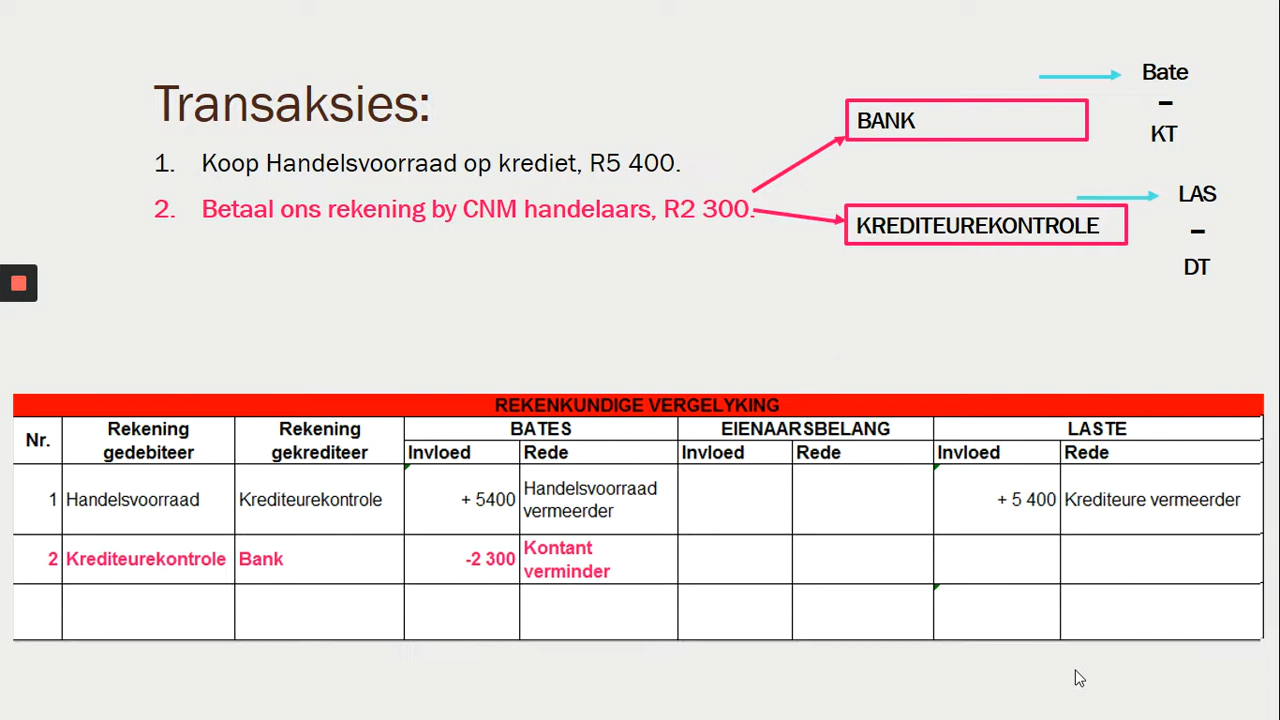 Transaksies:
1. Koop Handelsvoorraad op krediet, R5 400.
2. Betaal ons rekening by CNM handelaars, R2 300.
BANK
Bate
–
KT
KREDITEUREKONTROLE
LAS
–
DT
REKENKUNDIGE VERGELYKING
Nr. Rekening gedebiteer Rekening gekrediteer BATES EIENAARSBELANG LASTE
Invloed Rede Invloed Rede Invloed Rede
1 Handelsvoorraad Krediteurekontrole + 5400 Handelsvoorraad vermeerder + 5 400 Krediteure vermeerder
2 Krediteurekontrole Bank -2 300 Kontant verminder